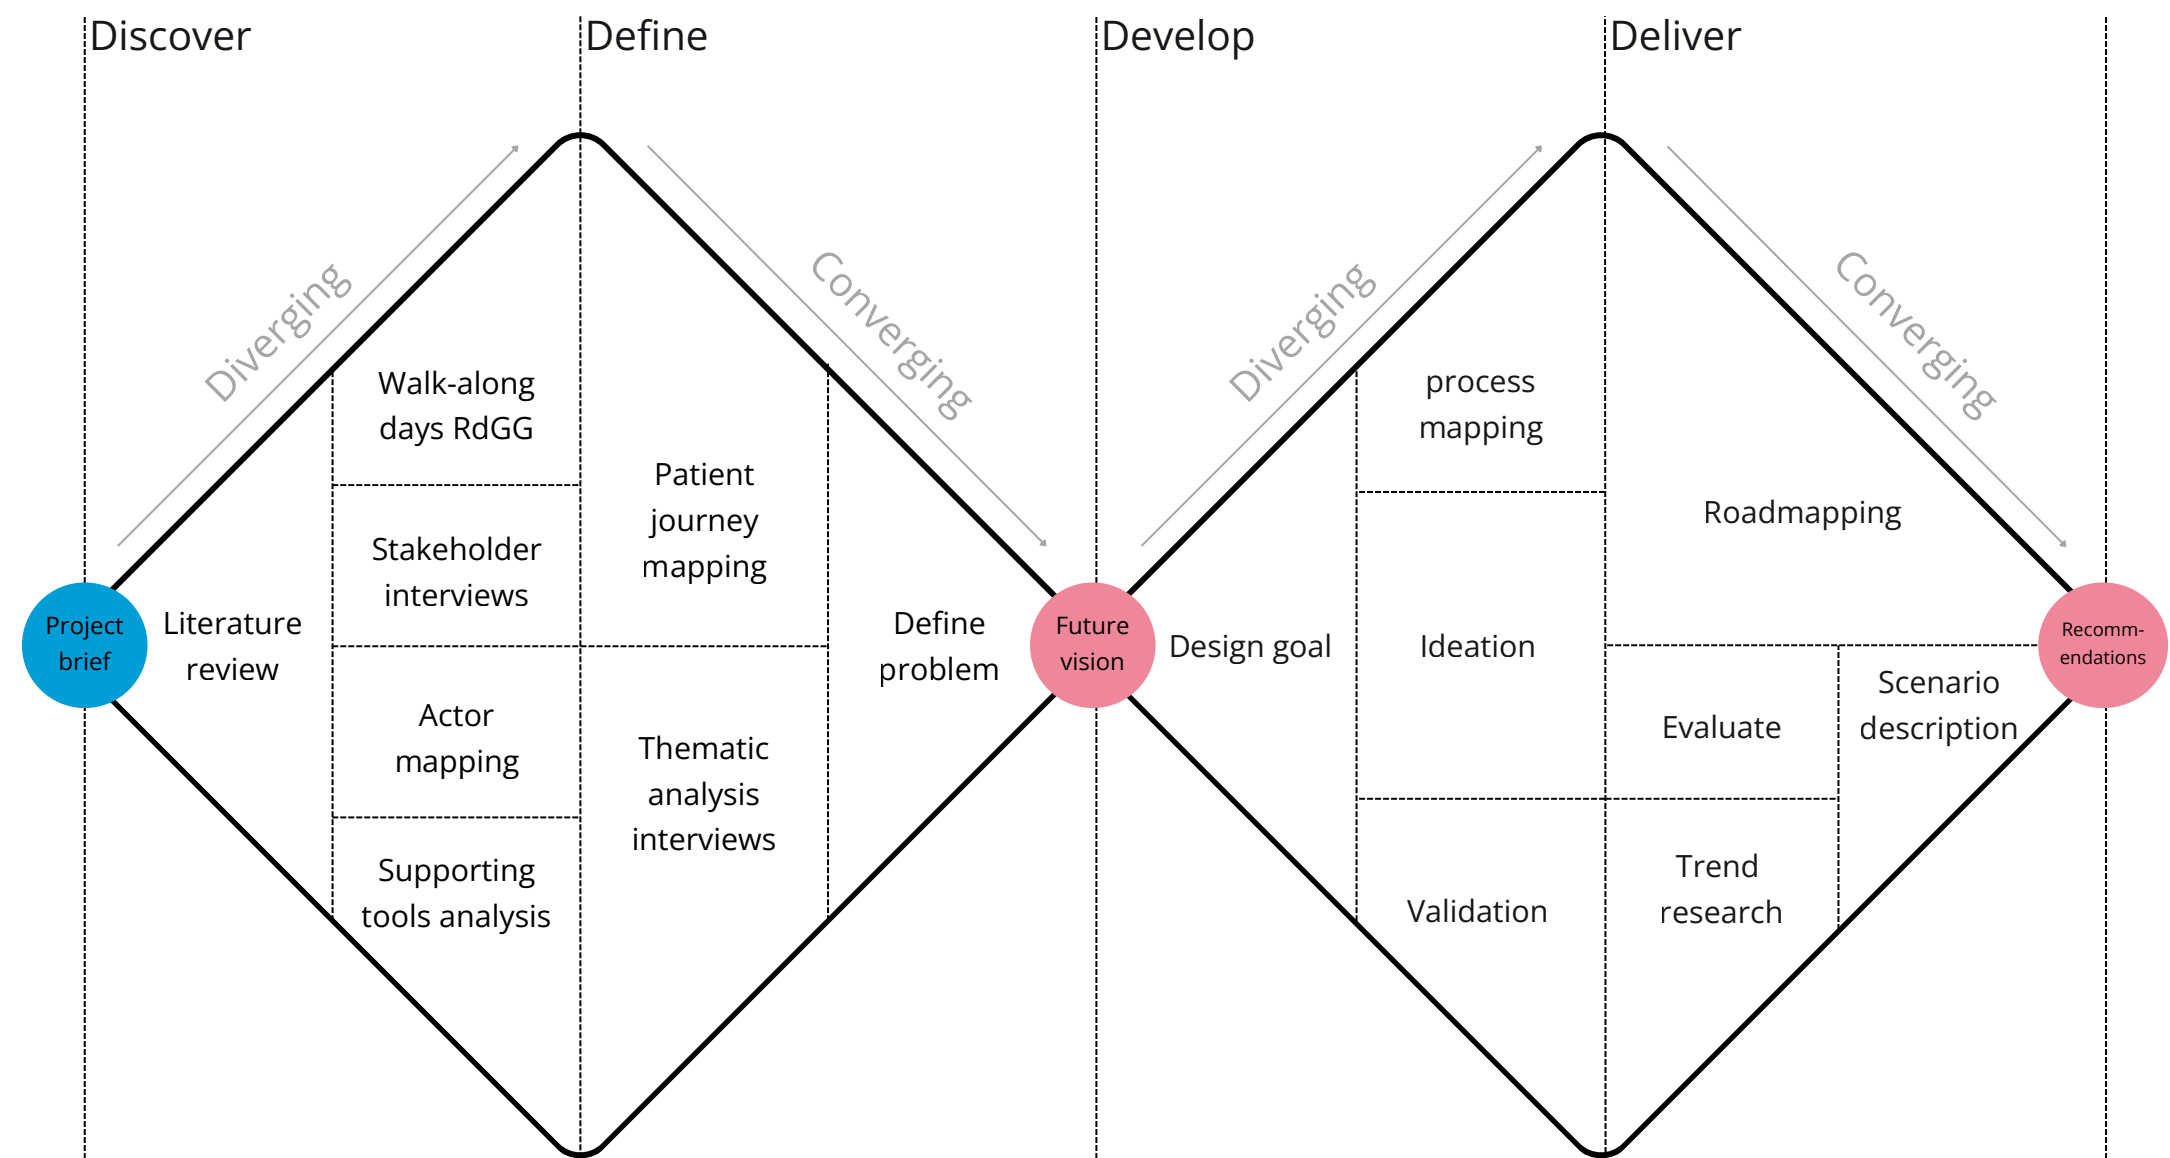 Discover
Define
Develop
Deliver
Diverging
Converging
Diverging
Converging
Project
brief
Literature
review
Walk-along
days RdGG
Stakeholder
interviews
Actor
mapping
Supporting
tools analysis
Patient
journey
mapping
Thematic
analysis
interviews
Define
problem
Future
vision
Design goal
process
mapping
Ideation
Validation
Roadmapping
Evaluate
Trend
research
Scenario
description
Recomm-
endations